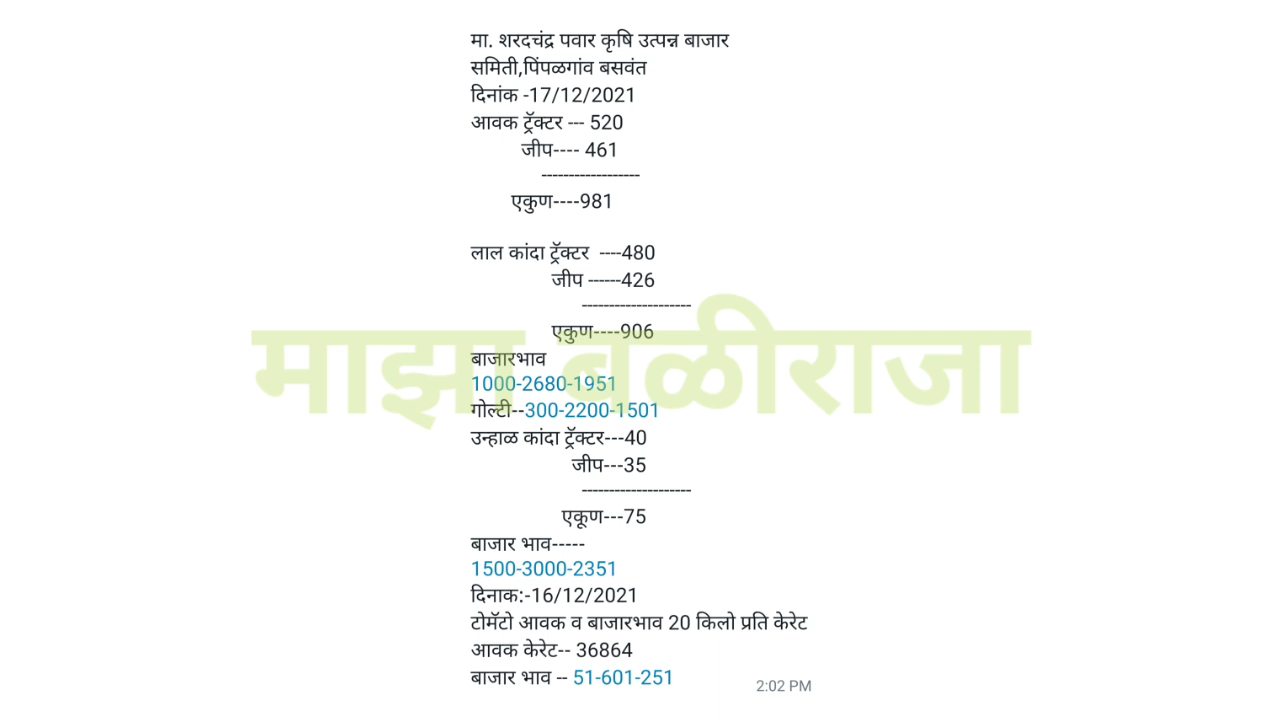 मा. शरदचंद्र पवार कृषि उत्पन्न बाजार
समिती,पिंपळगांव बसवंत
दिनांक -17/12/2021
आवक ट्रॅक्टर --- 520
जीप---- 461
------------------
एकुण----981
लाल कांदा ट्रॅक्टर ----480
जीप ------426
--------------------
एकुण----906
माझा बळीराजा
बाजारभाव
1000-2680-1951
गोल्टी--300-2200-1501
उन्हाळ कांदा ट्रॅक्टर---40
जीप---35
--------------------
एकूण---75
बाजार भाव-----
1500-3000-2351
दिनाक:-16/12/2021
टोमॅटो आवक व बाजारभाव 20 किलो प्रति केरेट
आवक केरेट-- 36864
बाजार भाव -- 51-601-251
2:02 PM